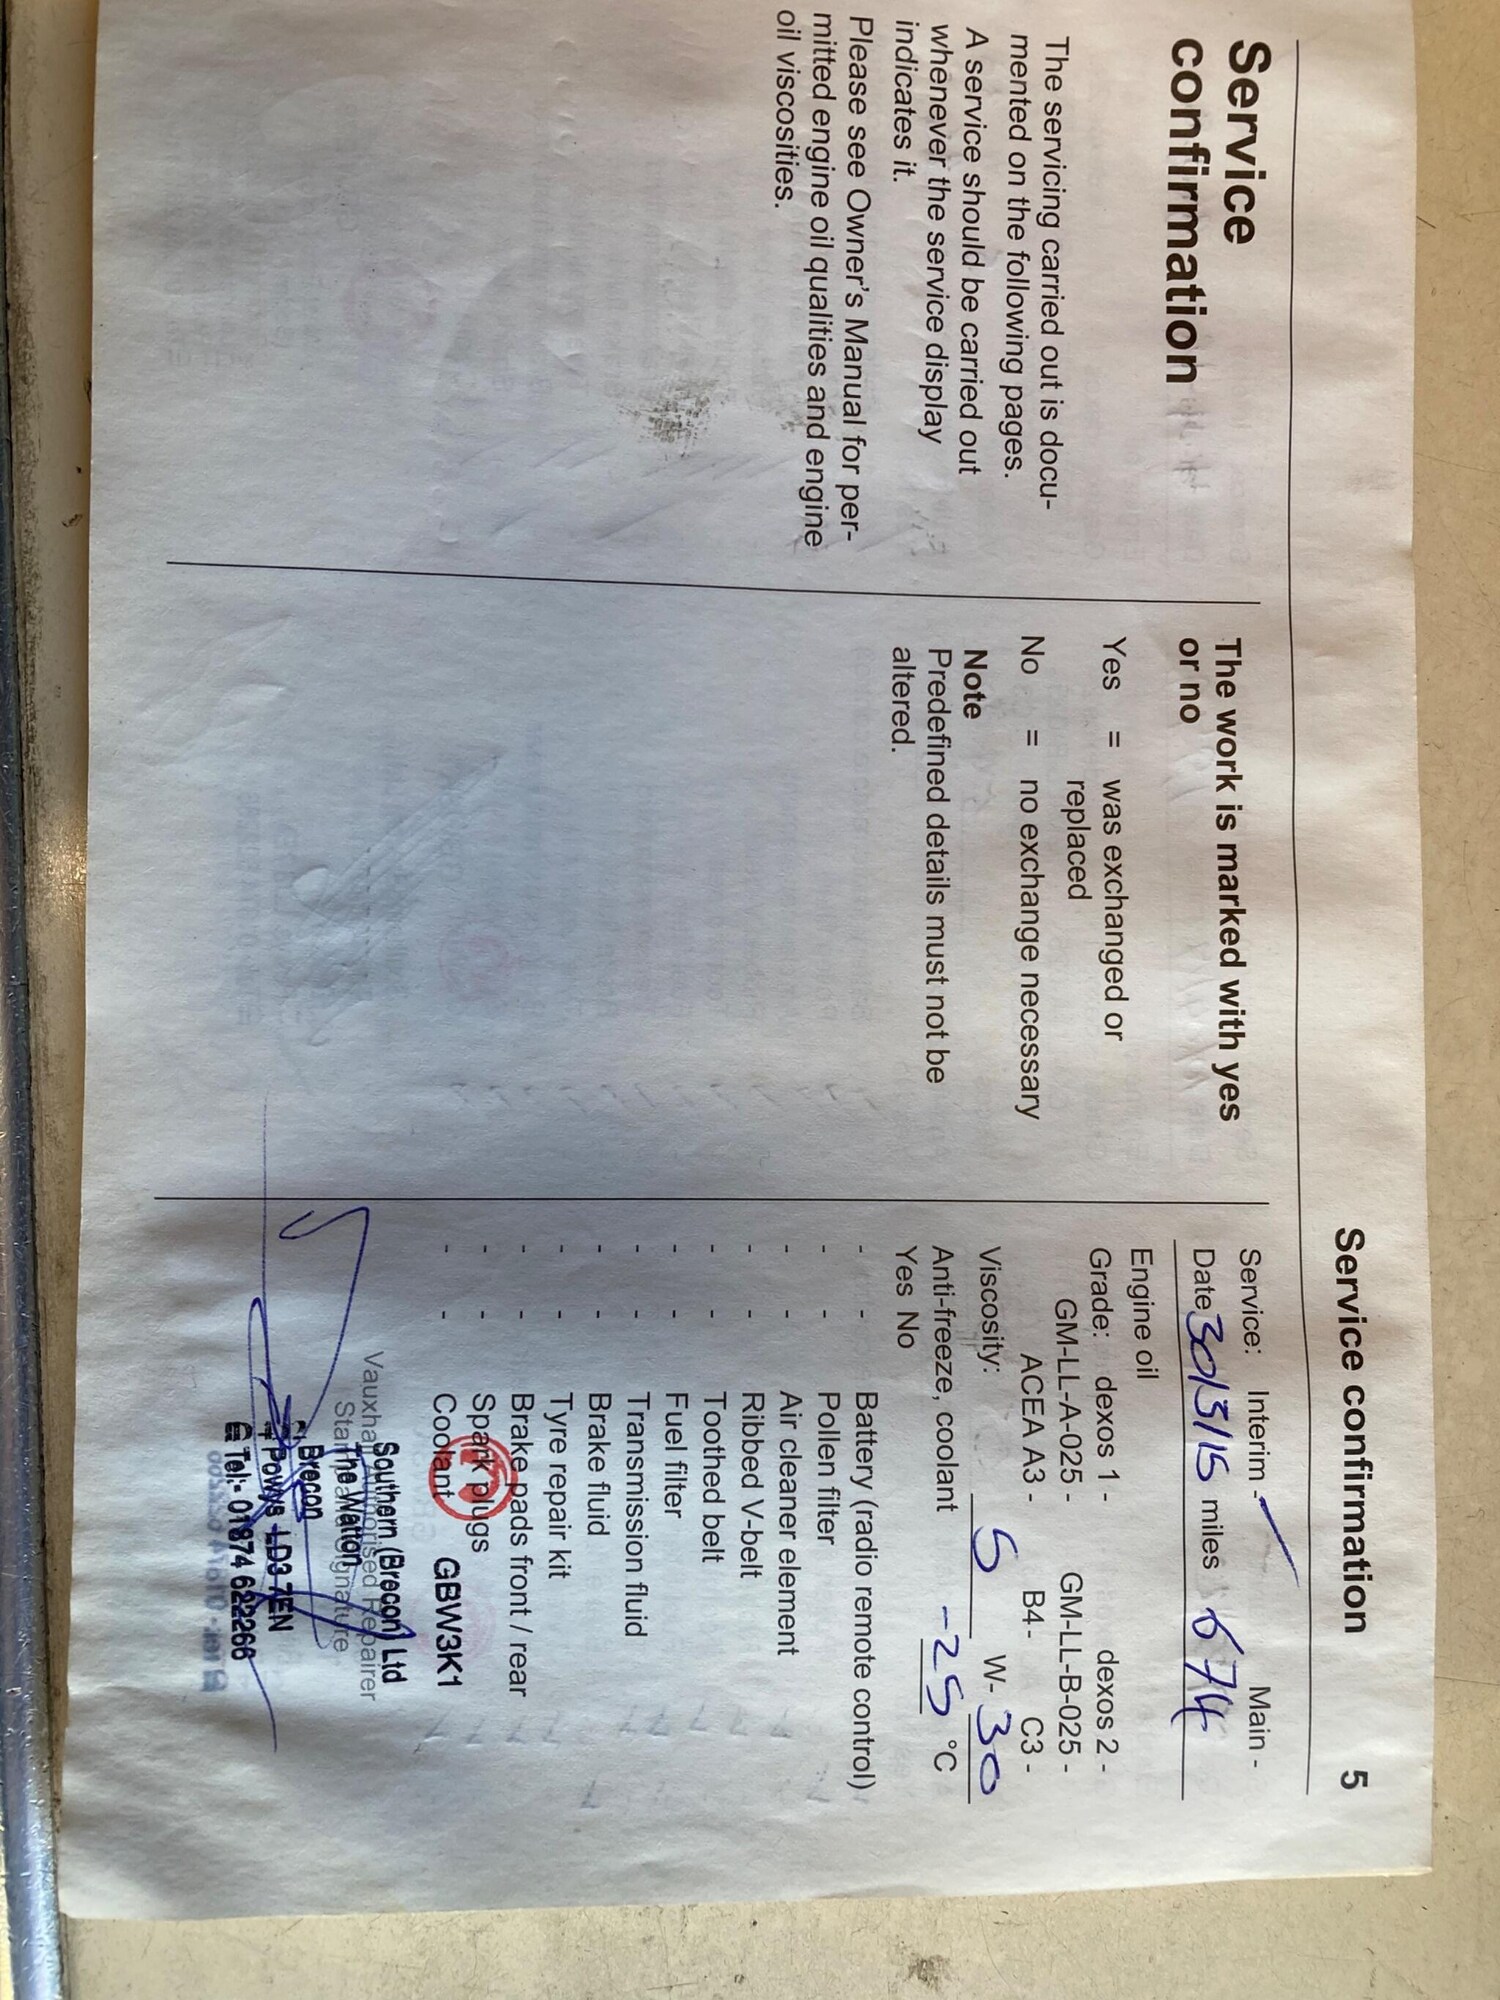 Service confirmation 5
Service
confirmation
The servicing carried out is docu-
mented on the following pages.
A service should be carried out
whenever the service display
indicates it.
Please see Owner's Manual for per-
mitted engine oil qualities and engine
oil viscosities.
The work is marked with yes
or no
Yes = was exchanged or
replaced
No = no exchange necessary
Note
Predefined details must not be
altered.
Service: Interim - Main -
Date 30/3/15 miles 674
Engine oil
Grade: dexos 1 - dexos 2 -
GM-LL-A-025 - GM-LL-B-025 -
ACEA A3 - B4 - C3 -
Viscosity: 5 W- 30
Anti-freeze, coolant -25 °C
Yes No
- - Battery (radio remote control)
- - Pollen filter
- - Air cleaner element
- - Ribbed V-belt
- - Toothed belt
- - Fuel filter
- - Transmission fluid
- - Brake fluid
- - Tyre repair kit
- - Brake pads front / rear
- - Spark plugs
- - Coolant GBW3K1
Southern (Brecon) Ltd
Vauxhall Authorised Repairer
The Watton
Brecon
Powys LD3 7EN
Tel:- 01874 622266